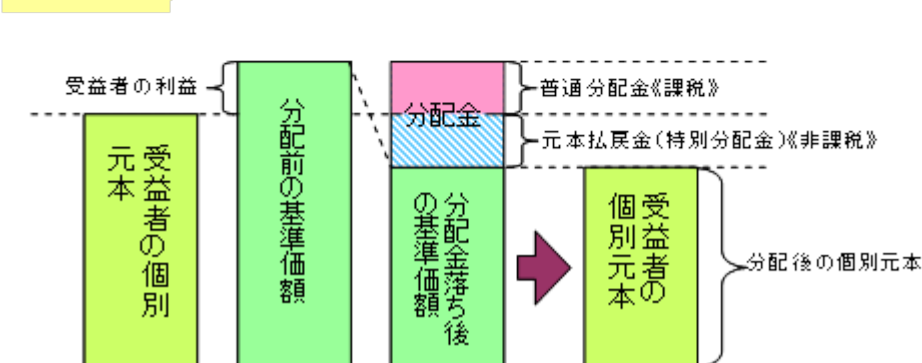 受益者の利益
受益者の個別
元本
分配前の基準価額
分配金
分配金落ち後
の基準価額
普通分配金《課税》
元本払戻金(特別分配金)《非課税》
受益者の
個別元本
分配後の個別元本